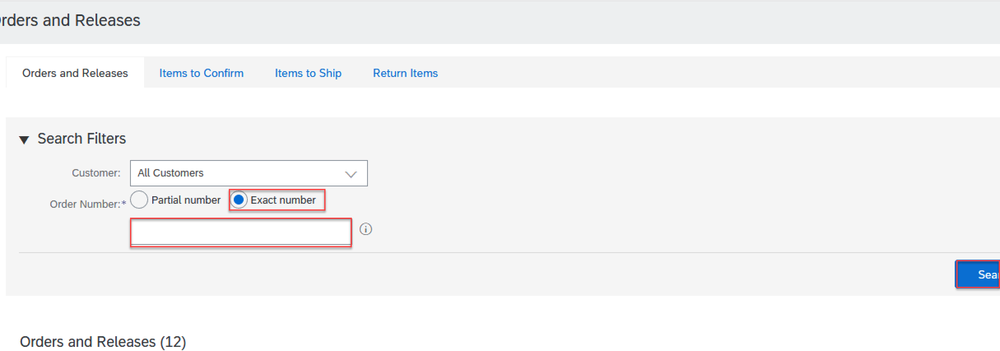 rders and Releases
Orders and Releases Items to Confirm Items to Ship Return Items
▼ Search Filters
Customer: All Customers
Order Number:* Partial number Exact number
Orders and Releases (12)